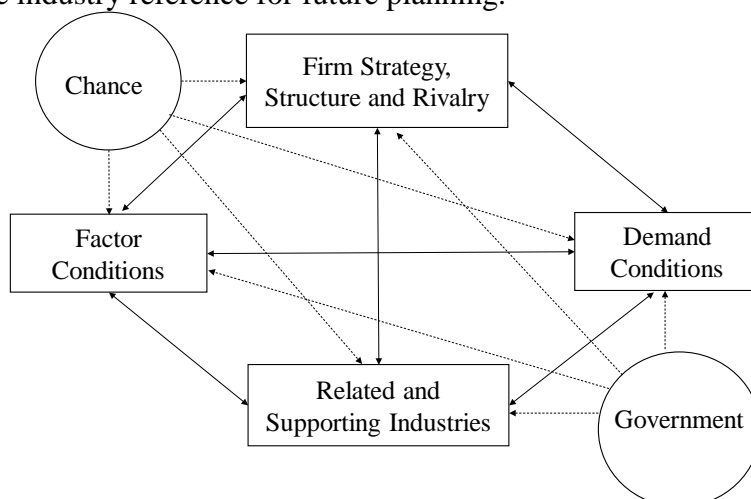 e industry reference for future planning.
Chance
Firm Strategy,
Structure and Rivalry
Factor
Conditions
Demand
Conditions
Related and
Supporting Industries
Government